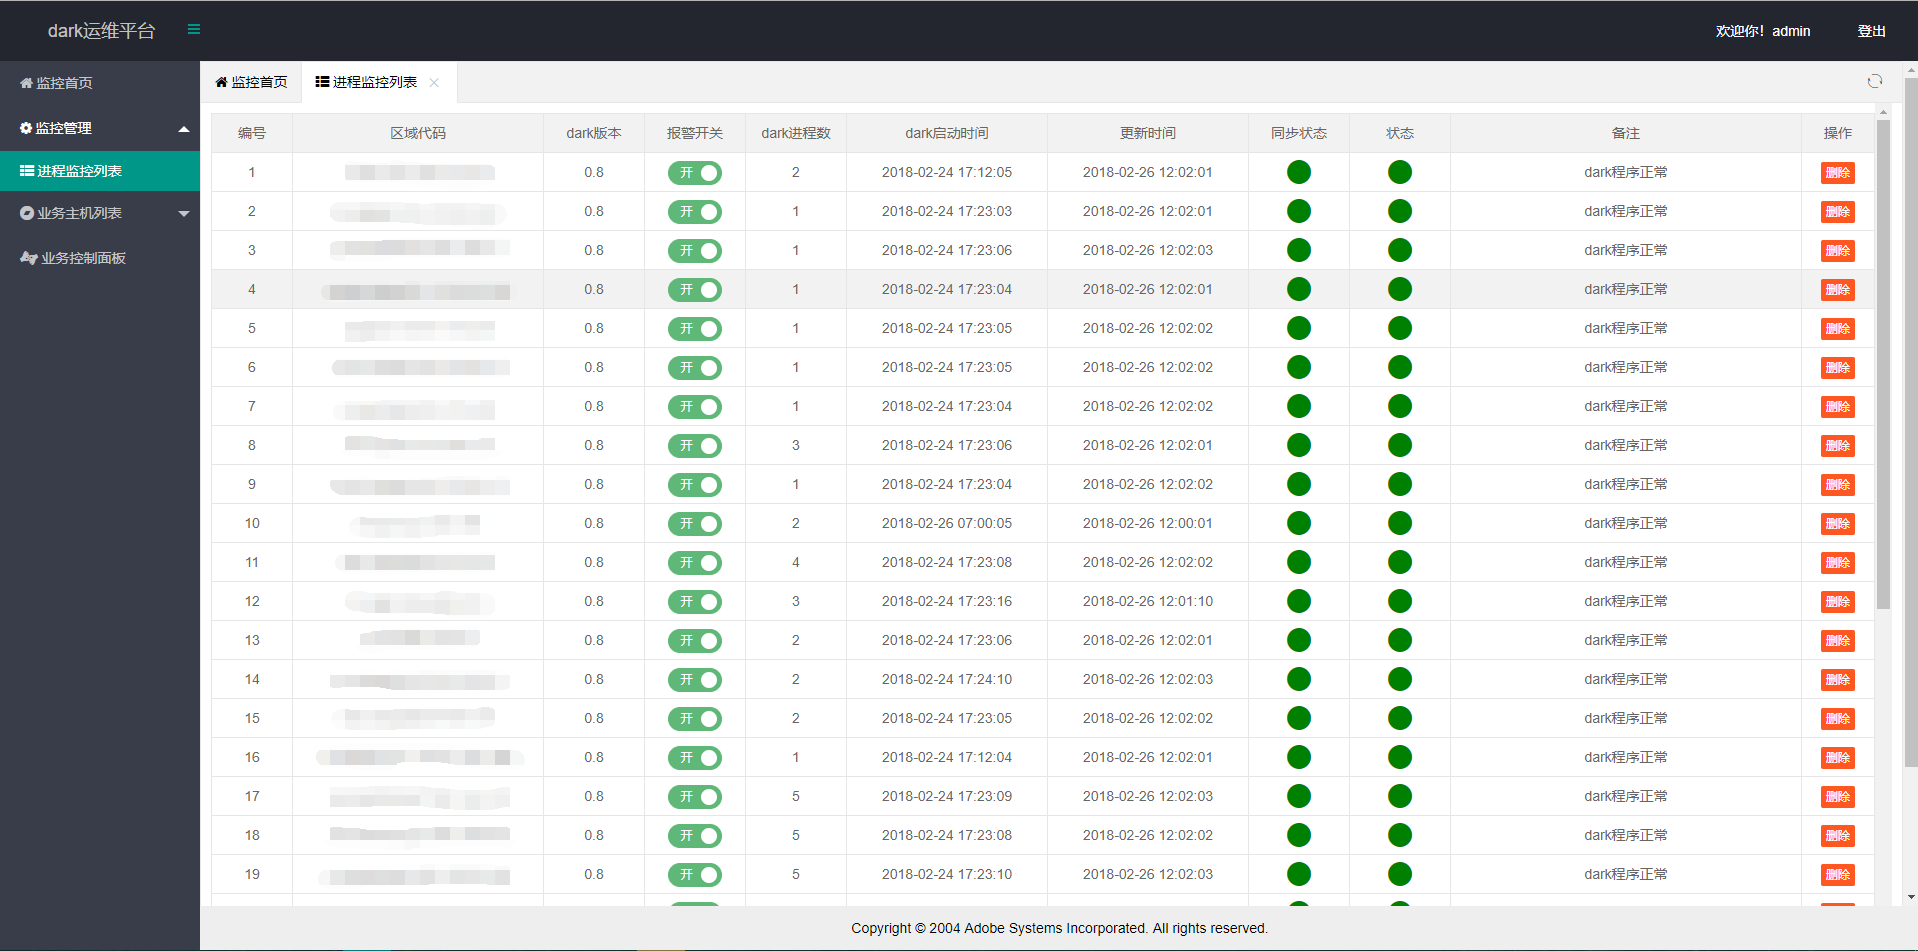 dark运维平台
欢迎你！admin 登出
监控首页
监控管理
进程监控列表
业务主机列表
业务控制面板
监控首页 进程监控列表
编号 区域代码 dark版本 报警开关 dark进程数 dark启动时间 更新时间 同步状态 状态 备注 操作
1 0.8 开 2 2018-02-24 17:12:05 2018-02-26 12:02:01 dark程序正常 删除
2 0.8 开 1 2018-02-24 17:23:03 2018-02-26 12:02:01 dark程序正常 删除
3 0.8 开 1 2018-02-24 17:23:06 2018-02-26 12:02:03 dark程序正常 删除
4 0.8 开 1 2018-02-24 17:23:04 2018-02-26 12:02:01 dark程序正常 删除
5 0.8 开 1 2018-02-24 17:23:05 2018-02-26 12:02:02 dark程序正常 删除
6 0.8 开 1 2018-02-24 17:23:05 2018-02-26 12:02:02 dark程序正常 删除
7 0.8 开 1 2018-02-24 17:23:04 2018-02-26 12:02:02 dark程序正常 删除
8 0.8 开 3 2018-02-24 17:23:06 2018-02-26 12:02:01 dark程序正常 删除
9 0.8 开 1 2018-02-24 17:23:04 2018-02-26 12:02:02 dark程序正常 删除
10 0.8 开 2 2018-02-26 07:00:05 2018-02-26 12:00:01 dark程序正常 删除
11 0.8 开 4 2018-02-24 17:23:08 2018-02-26 12:02:02 dark程序正常 删除
12 0.8 开 3 2018-02-24 17:23:16 2018-02-26 12:01:10 dark程序正常 删除
13 0.8 开 2 2018-02-24 17:23:06 2018-02-26 12:02:01 dark程序正常 删除
14 0.8 开 2 2018-02-24 17:24:10 2018-02-26 12:02:03 dark程序正常 删除
15 0.8 开 2 2018-02-24 17:23:05 2018-02-26 12:02:02 dark程序正常 删除
16 0.8 开 1 2018-02-24 17:12:04 2018-02-26 12:02:01 dark程序正常 删除
17 0.8 开 5 2018-02-24 17:23:09 2018-02-26 12:02:03 dark程序正常 删除
18 0.8 开 5 2018-02-24 17:23:08 2018-02-26 12:02:02 dark程序正常 删除
19 0.8 开 5 2018-02-24 17:23:10 2018-02-26 12:02:03 dark程序正常 删除
Copyright © 2004 Adobe Systems Incorporated. All rights reserved.